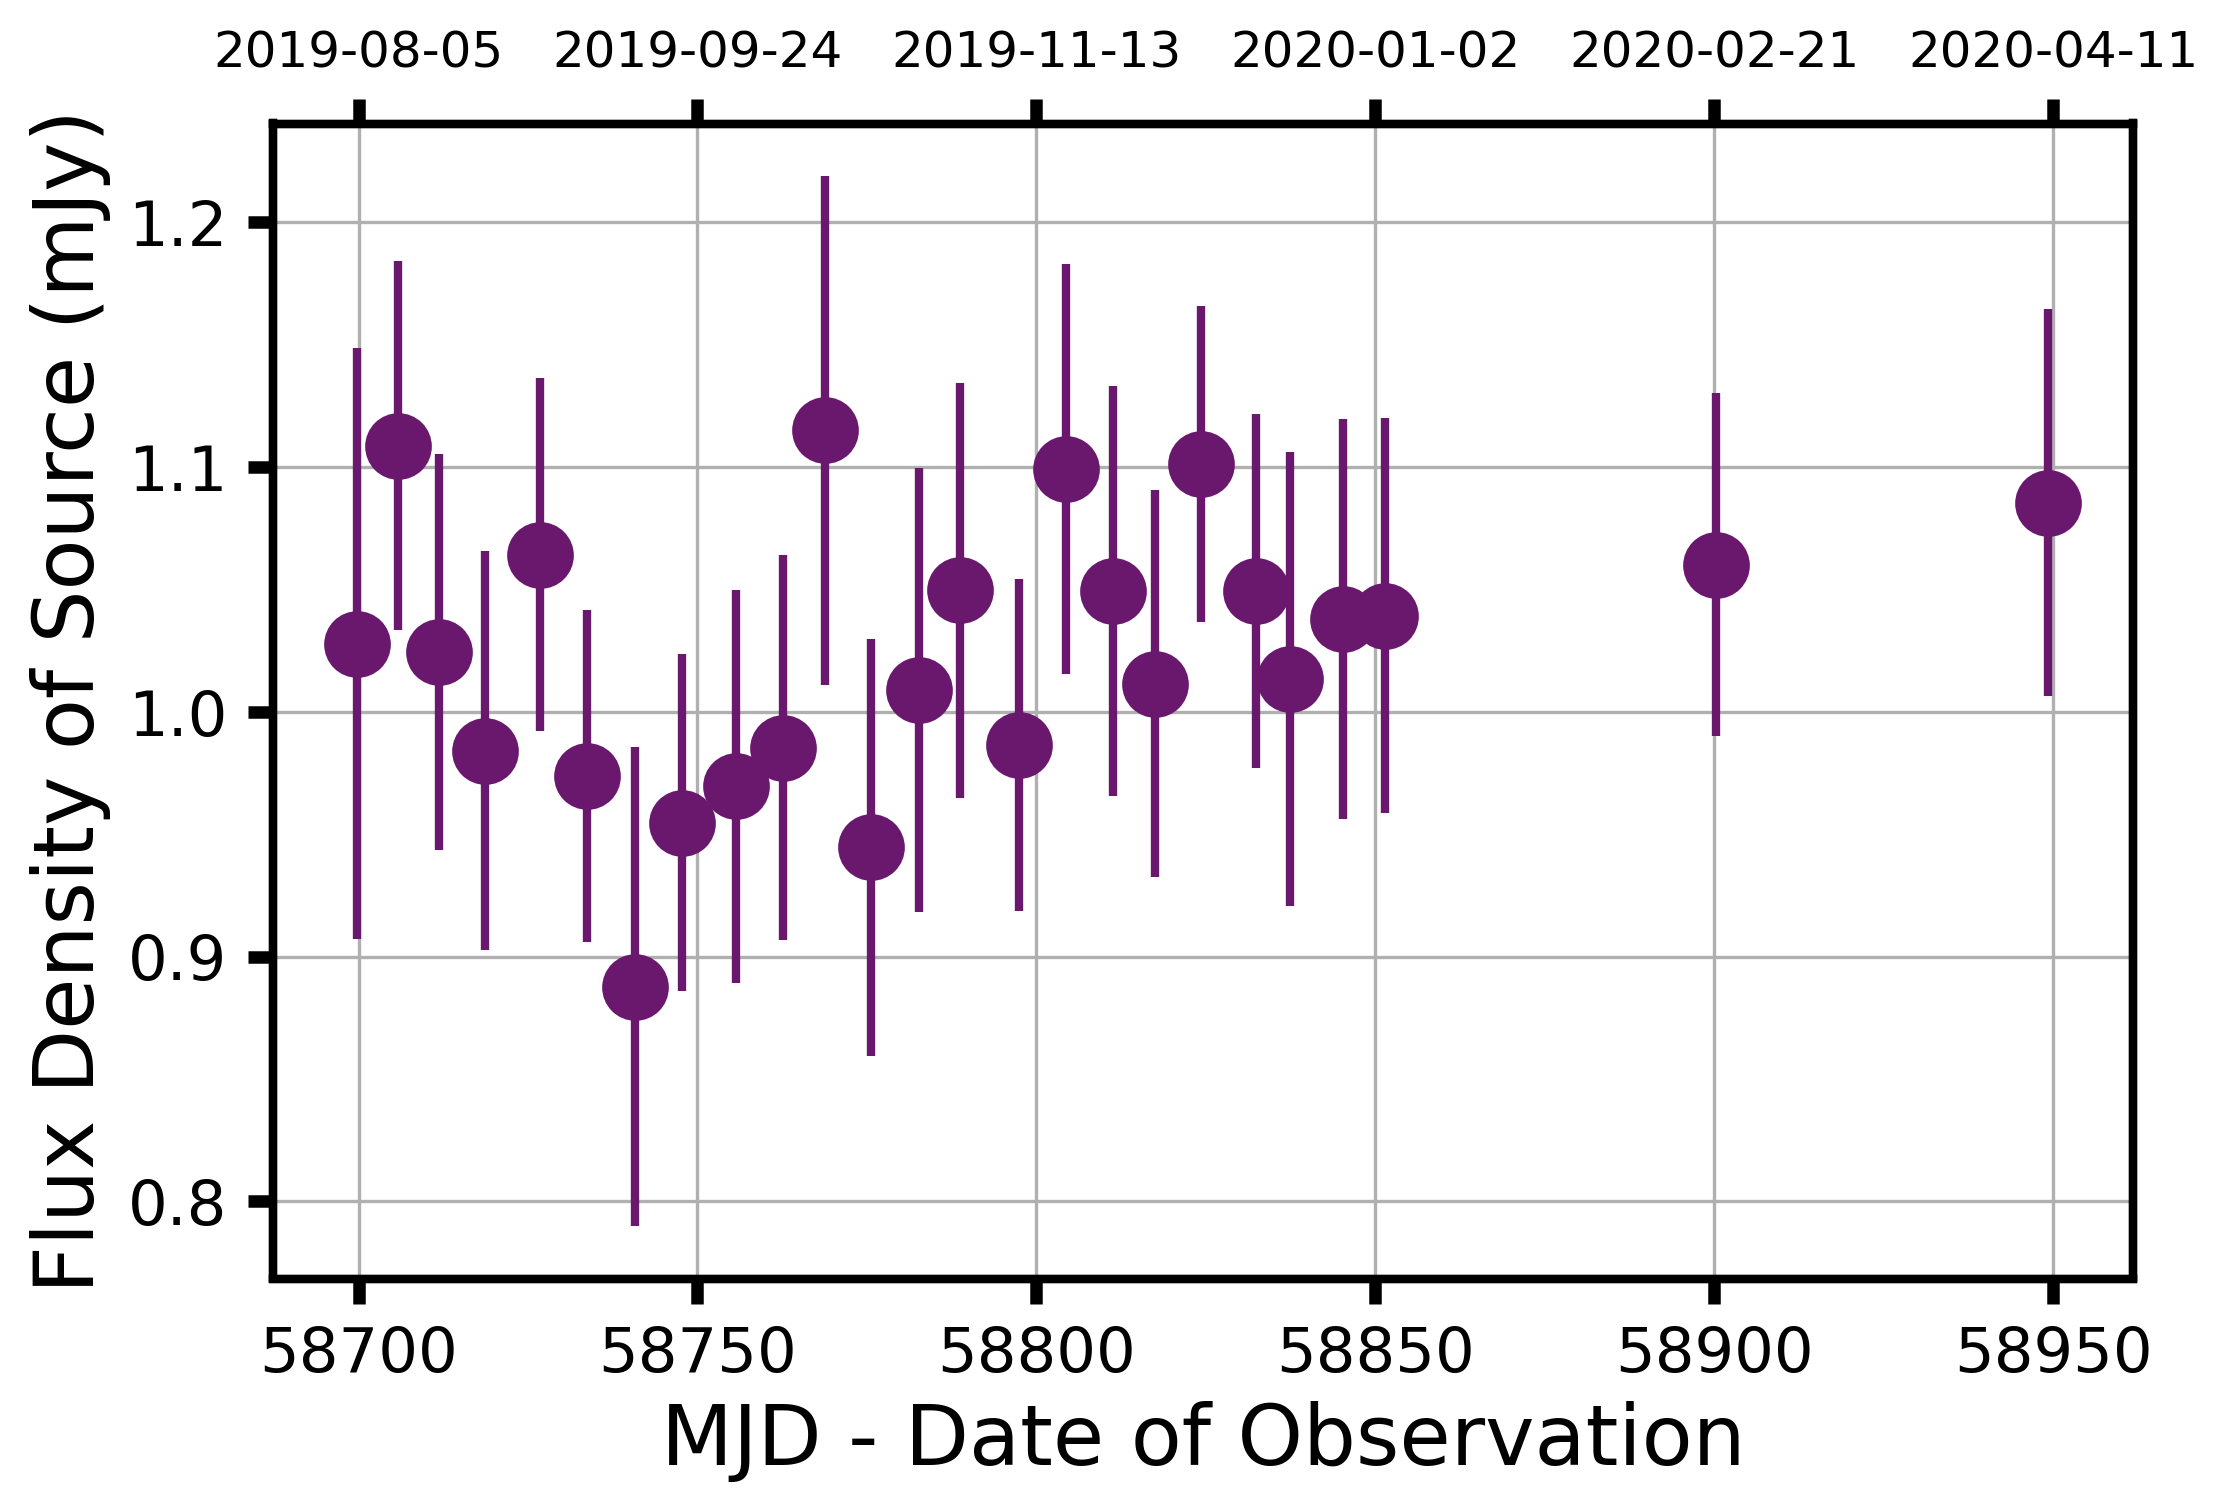 2019-08-05 2019-09-24 2019-11-13 2020-01-02 2020-02-21 2020-04-11
Flux Density of Source (mJy)
1.2
1.1
1.0
0.9
0.8
58700 58750 58800 58850 58900 58950
MJD - Date of Observation